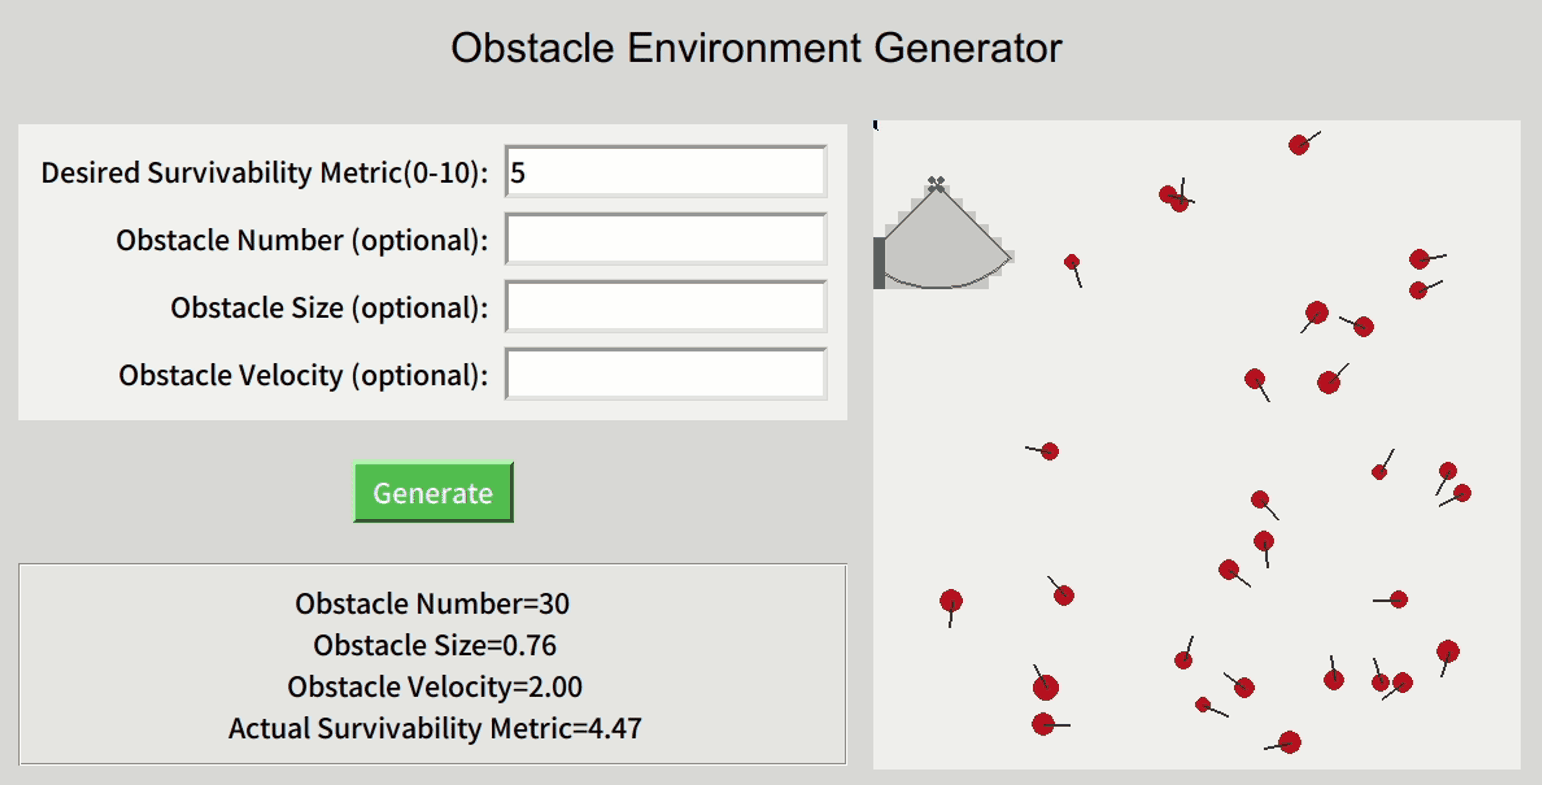 Obstacle Environment Generator
Desired Survivability Metric(0-10): 5
Obstacle Number (optional):
Obstacle Size (optional):
Obstacle Velocity (optional):
Generate
Obstacle Number=30
Obstacle Size=0.76
Obstacle Velocity=2.00
Actual Survivability Metric=4.47